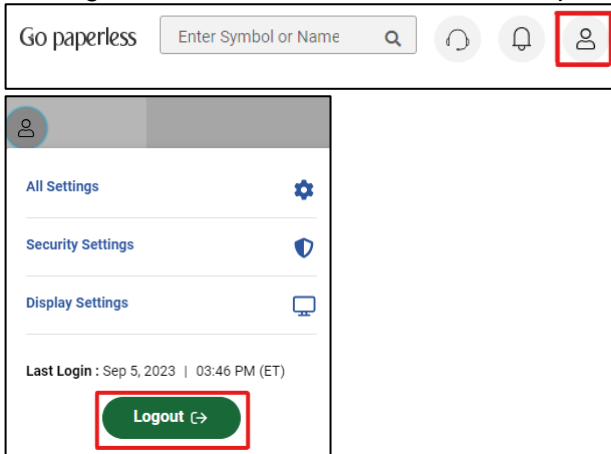 Go paperless
Enter Symbol or Name
All Settings
Security Settings
Display Settings
Last Login : Sep 5, 2023 | 03:46 PM (ET)
Logout